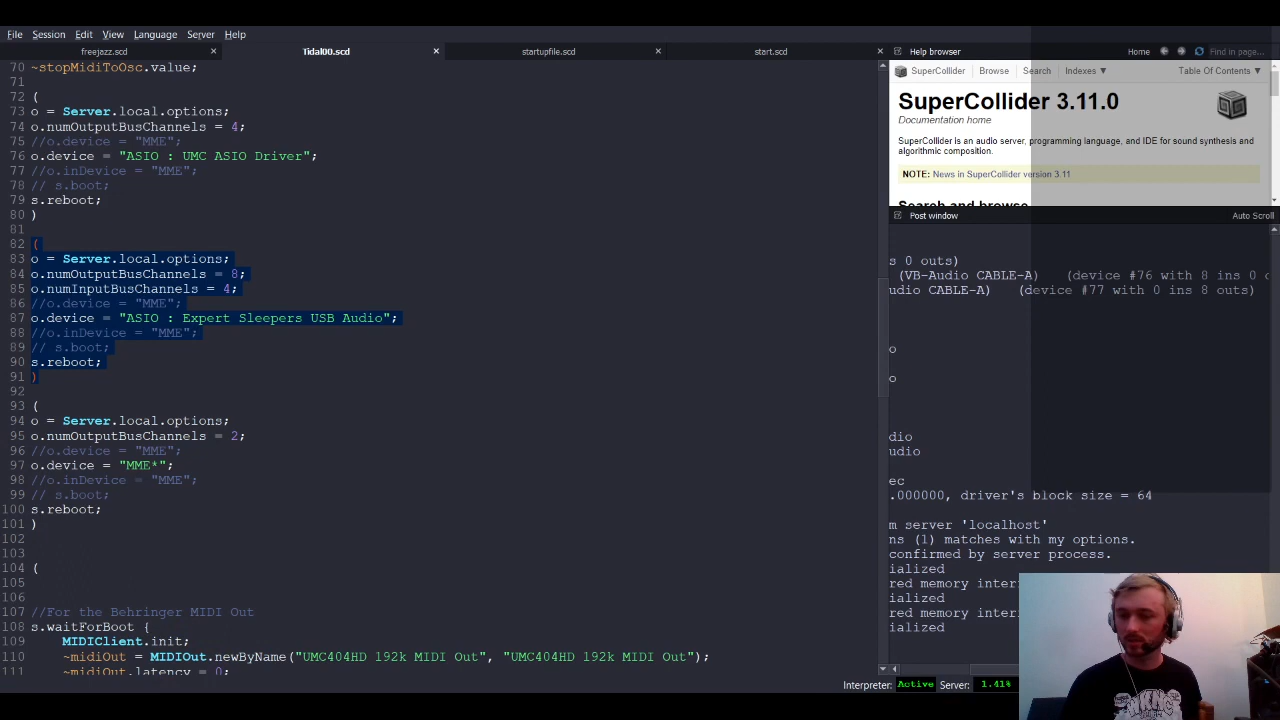 File Session Edit View Language Server Help
freejazz.scd × Tidal00.scd × startupfile.scd × start.scd ×
70 ~stopMidiToOsc.value;
71
72 (
73 o = Server.local.options;
74 o.numOutputBusChannels = 4;
75 //o.device = "MME";
76 o.device = "ASIO : UMC ASIO Driver";
77 //o.inDevice = "MME";
78 // s.boot;
79 s.reboot;
80 )
81
82 (
83 o = Server.local.options;
84 o.numOutputBusChannels = 8;
85 o.numInputBusChannels = 4;
86 //o.device = "MME";
87 o.device = "ASIO : Expert Sleepers USB Audio";
88 //o.inDevice = "MME";
89 // s.boot;
90 s.reboot;
91 )
92
93 (
94 o = Server.local.options;
95 o.numOutputBusChannels = 2;
96 //o.device = "MME";
97 o.device = "MME*";
98 //o.inDevice = "MME";
99 // s.boot;
100 s.reboot;
101 )
102
103
104 (
105
106
107 //For the Behringer MIDI Out
108 s.waitForBoot {
109 MIDIClient.init;
110 ~midiOut = MIDIOut.newByName("UMC404HD 192k MIDI Out", "UMC404HD 192k MIDI Out");
111 ~midiOut.latency = 0;
Help browser Home Find in page...
SuperCollider Browse Search Indexes ▼ Table Of Contents ▼
SuperCollider 3.11.0
Documentation home
SuperCollider is an audio server, programming language, and IDE for sound synthesis and
algorithmic composition.
NOTE: News in SuperCollider version 3.11
Search and browse
Post window Auto Scroll
s 0 outs)
(VB-Audio CABLE-A) (device #76 with 8 ins 0 o
udio CABLE-A) (device #77 with 0 ins 8 outs)
o
o
dio
udio
ec
.000000, driver's block size = 64
m server 'localhost'
ns (1) matches with my options.
confirmed by server process.
ialized
red memory inter
ialized
red memory inter
ialized
Interpreter: Active Server: 1.41%